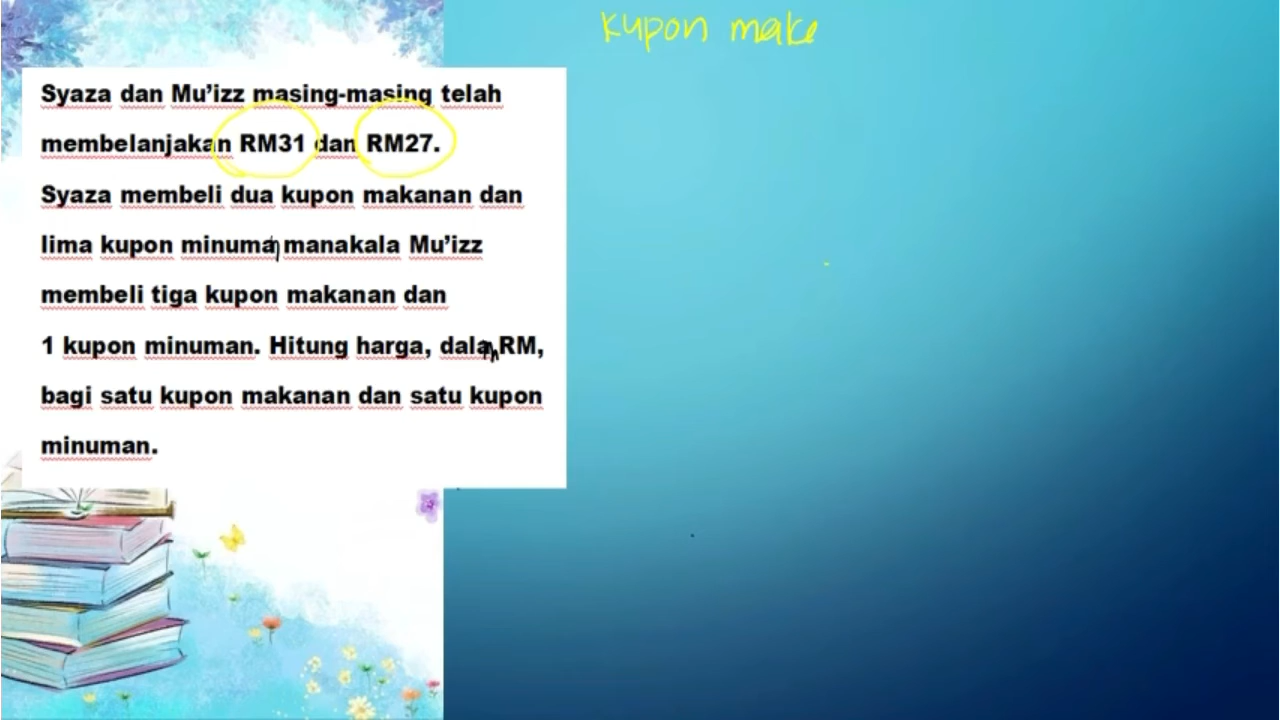 kupon make
Syaza dan Mu’izz masing-masing telah
membelanjakan RM31 dan RM27.
Syaza membeli dua kupon makanan dan
lima kupon minuman manakala Mu’izz
membeli tiga kupon makanan dan
1 kupon minuman. Hitung harga, dalam RM,
bagi satu kupon makanan dan satu kupon
minuman.